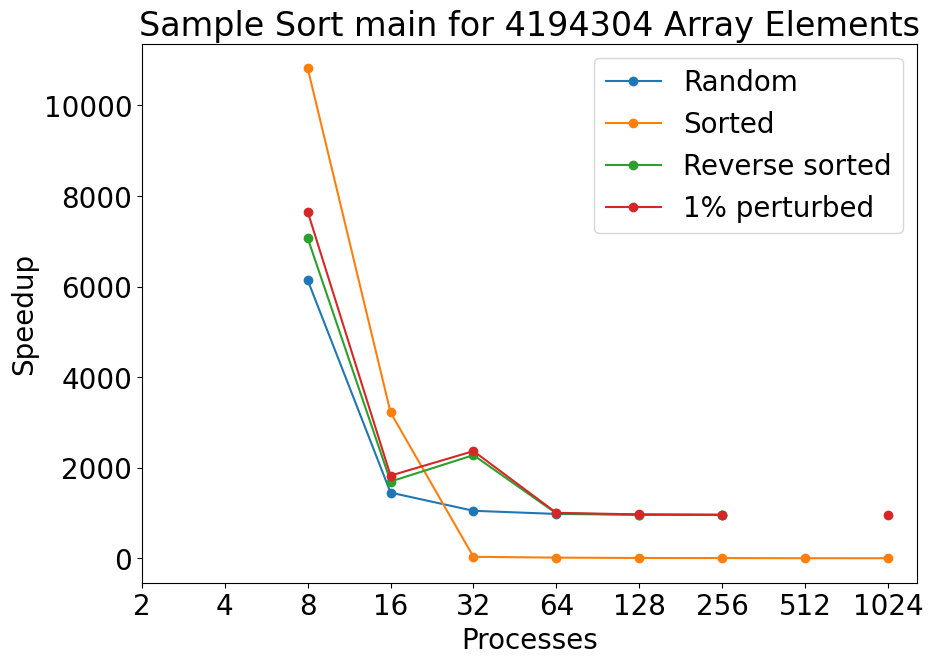 Sample Sort main for 4194304 Array Elements
Random
Sorted
Reverse sorted
1% perturbed
Speedup
10000
8000
6000
4000
2000
0
2 4 8 16 32 64 128 256 512 1024
Processes